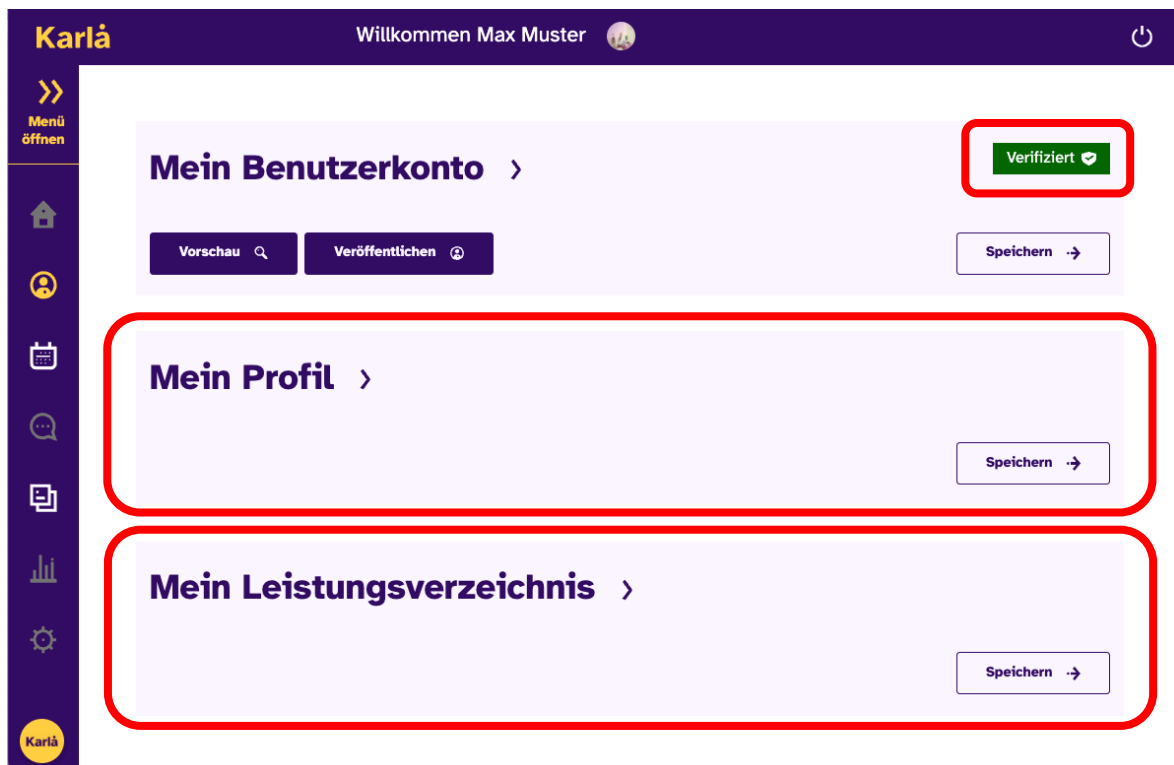 Karlå
Willkommen Max Muster
Menü
öffnen
Mein Benutzerkonto
Verifiziert
Vorschau
Veröffentlichen
Speichern
Mein Profil
Speichern
Mein Leistungsverzeichnis
Speichern
Karlå